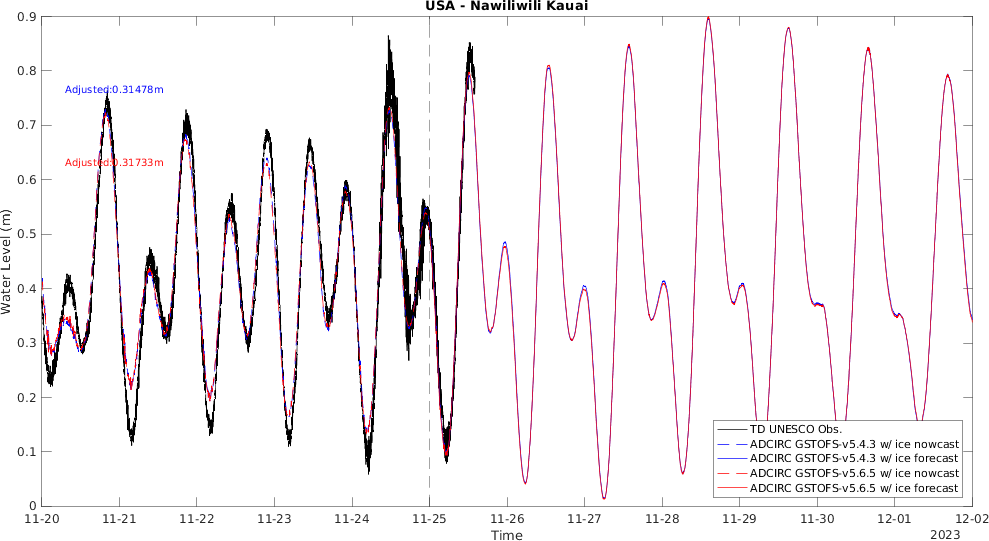 USA - Nawiliwili Kauai
0.9
0.8
0.7
0.6
0.5
0.4
0.3
0.2
0.1
0
Water Level (m)
Adjusted:0.31478m
Adjusted:0.31733m
TD UNESCO Obs.
ADCIRC GSTOFS-v5.4.3 w/ ice nowcast
ADCIRC GSTOFS-v5.4.3 w/ ice forecast
ADCIRC GSTOFS-v5.6.5 w/ ice nowcast
ADCIRC GSTOFS-v5.6.5 w/ ice forecast
11-20 11-21 11-22 11-23 11-24 11-25 11-26 11-27 11-28 11-29 11-30 12-01 12-02
Time
2023